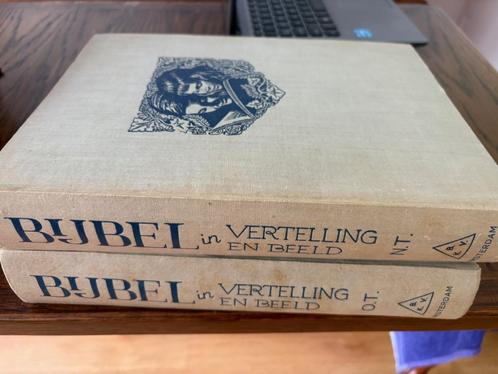 BIJBEL in VERTELLING
EN BEELD
N.T.
AMSTERDAM
BIJBEL in VERTELLING
EN BEELD
O.T.
AMSTERDAM